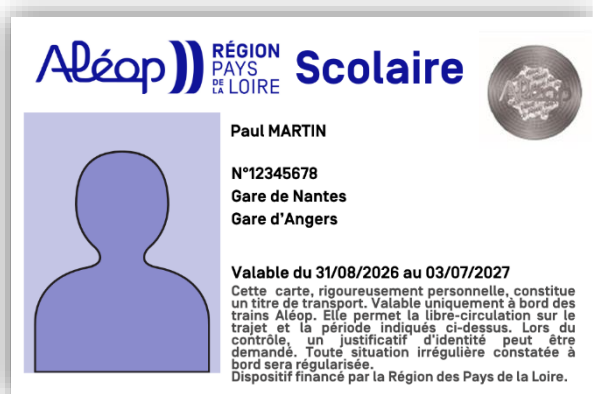 Aléop RÉGION PAYS DE LA LOIRE Scolaire
Aléop
Paul MARTIN
N°12345678
Gare de Nantes
Gare d'Angers
Valable du 31/08/2026 au 03/07/2027
Cette carte, rigoureusement personnelle, constitue
un titre de transport. Valable uniquement à bord des
trains Aléop. Elle permet la libre-circulation sur le
trajet et la période indiqués ci-dessus. Lors du
contrôle, un justificatif d'identité peut être
demandé. Toute situation irrégulière constatée à
bord sera régularisée.
Dispositif financé par la Région des Pays de la Loire.